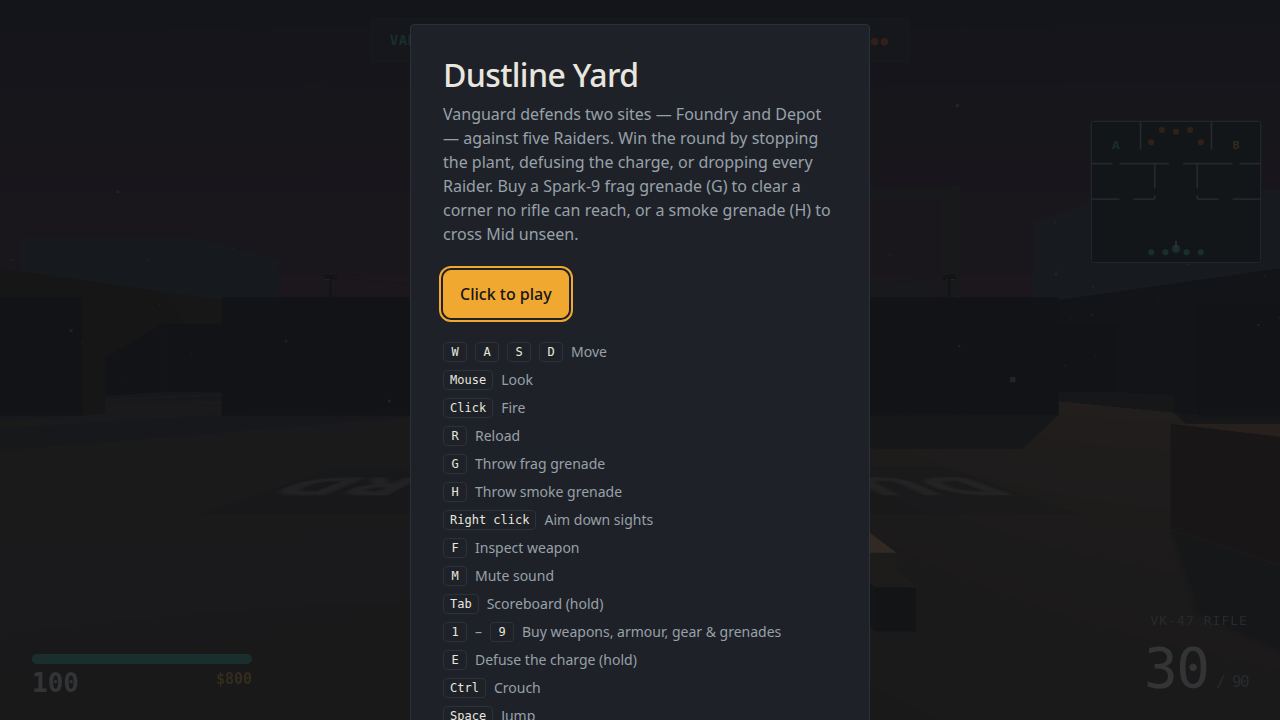 Dustline Yard
Vanguard defends two sites — Foundry and Depot
— against five Raiders. Win the round by stopping
the plant, defusing the charge, or dropping every
Raider. Buy a Spark-9 frag grenade (G) to clear a
corner no rifle can reach, or a smoke grenade (H) to
cross Mid unseen.
Click to play
W A S D Move
Mouse Look
Click Fire
R Reload
G Throw frag grenade
H Throw smoke grenade
Right click Aim down sights
F Inspect weapon
M Mute sound
Tab Scoreboard (hold)
1 – 9 Buy weapons, armour, gear & grenades
E Defuse the charge (hold)
Ctrl Crouch
Space Jump
A B
100 $800
VK-47 RIFLE
30 / 90